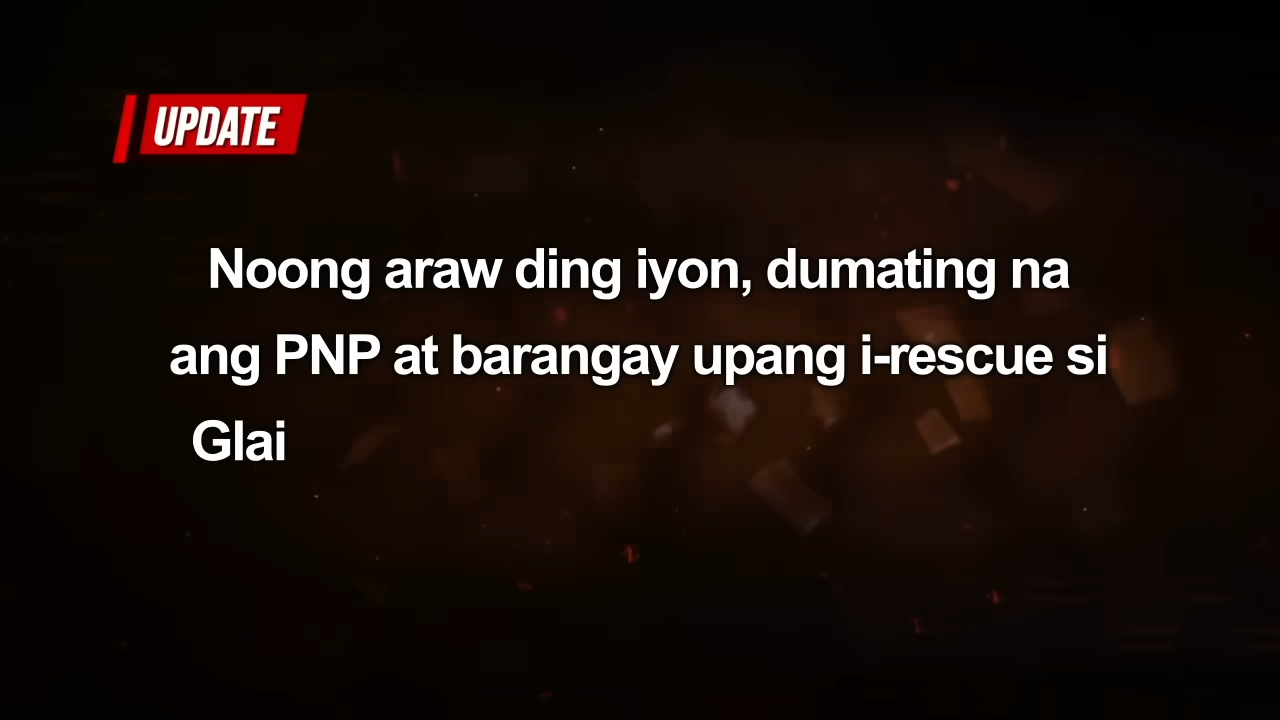 UPDATE
Noong araw ding iyon, dumating na
ang PNP at barangay upang i-rescue si
Glai